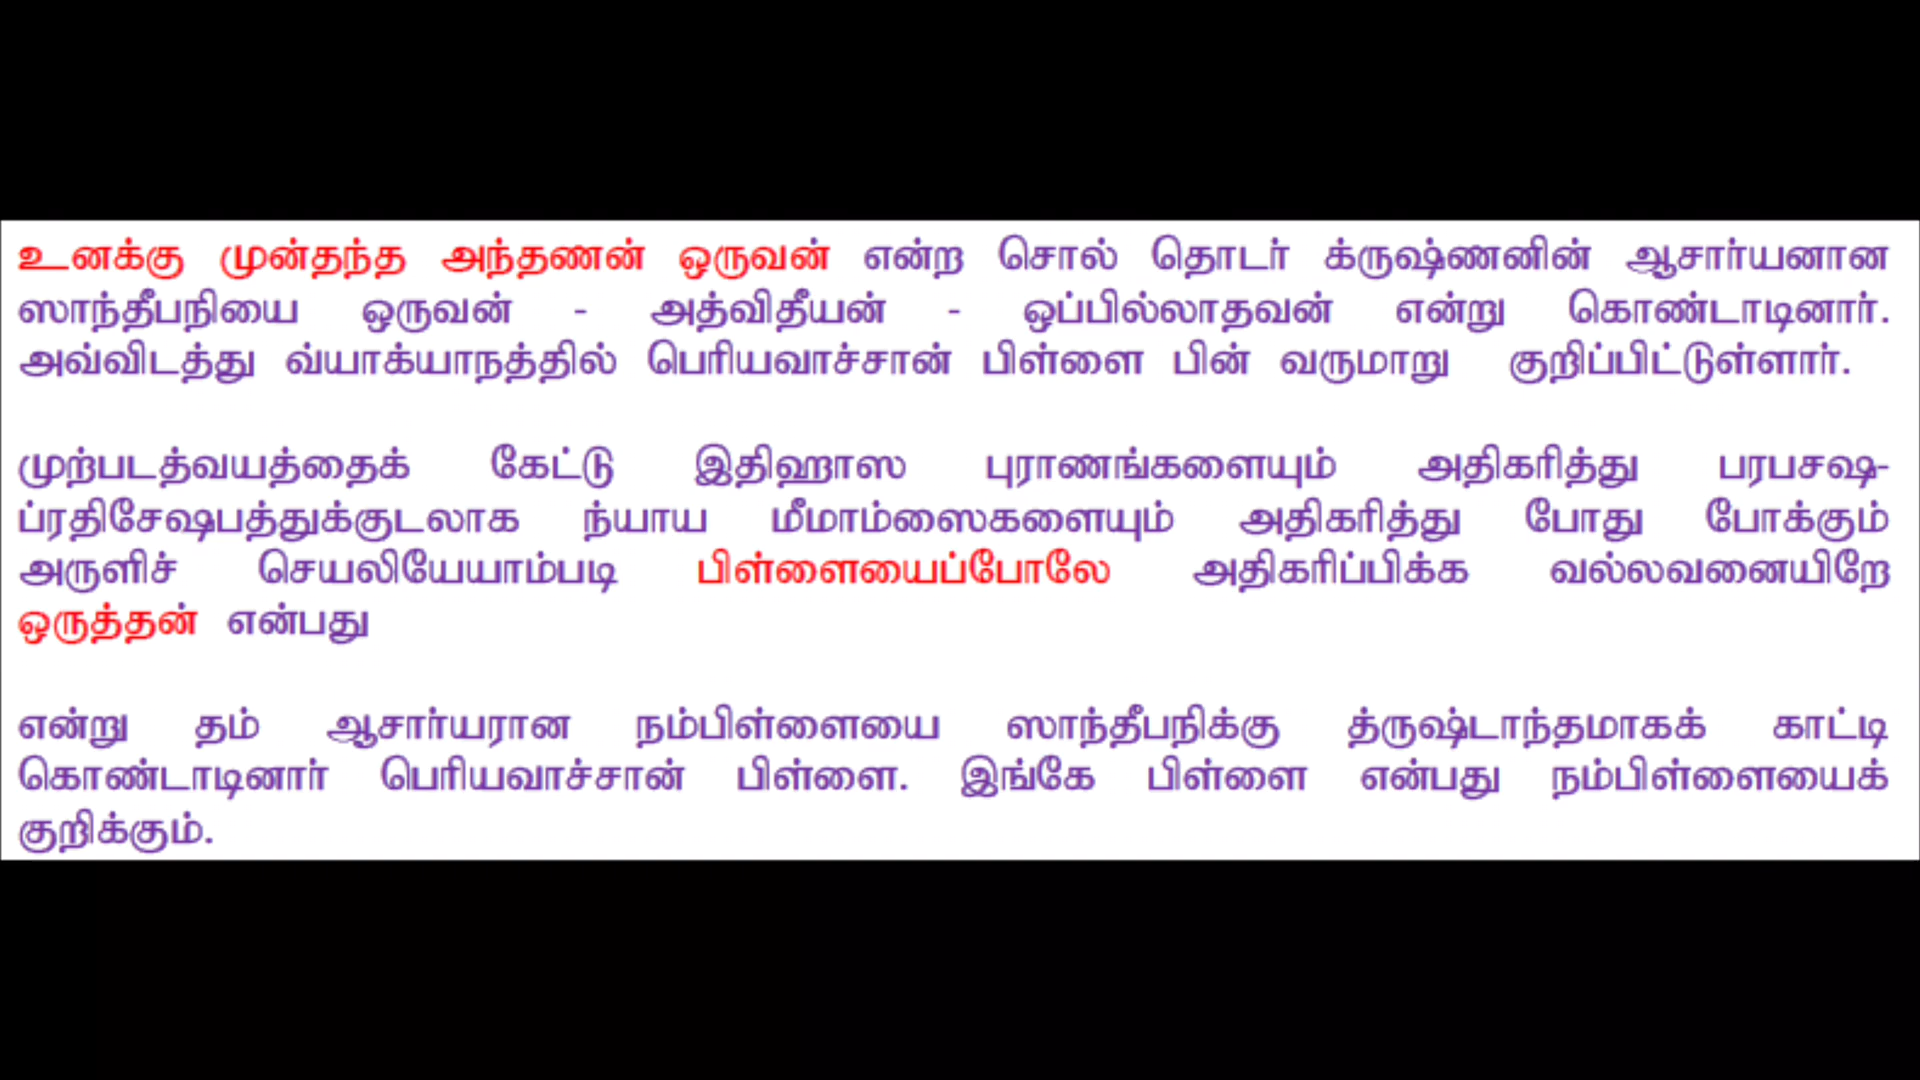 உனக்கு முன்தந்த அந்தணன் ஒருவன் என்ற சொல் தொடர் க்ருஷ்ணனின் ஆசார்யனான
ஸாந்தீபநியை ஒருவன் - அத்விதீயன் - ஒப்பில்லாதவன் என்று கொண்டாடினார்.
அவ்விடத்து வ்யாக்யாநத்தில் பெரியவாச்சான் பிள்ளை பின் வருமாறு குறிப்பிட்டுள்ளார்.
முற்படத்வயத்தைக் கேட்டு இதிஹாஸ புராணங்களையும் அதிகரித்து பரபசஷ-
ப்ரதிசேஷபத்துக்குடலாக ந்யாய மீமாம்ஸைகளையும் அதிகரித்து போது போக்கும்
அருளிச் செயலியேயாம்படி பிள்ளையைப்போலே அதிகரிப்பிக்க வல்லவனையிறே
ஒருத்தன் என்பது
என்று தம் ஆசார்யரான நம்பிள்ளையை ஸாந்தீபநிக்கு த்ருஷ்டாந்தமாகக் காட்டி
கொண்டாடினார் பெரியவாச்சான் பிள்ளை. இங்கே பிள்ளை என்பது நம்பிள்ளையைக்
குறிக்கும்.